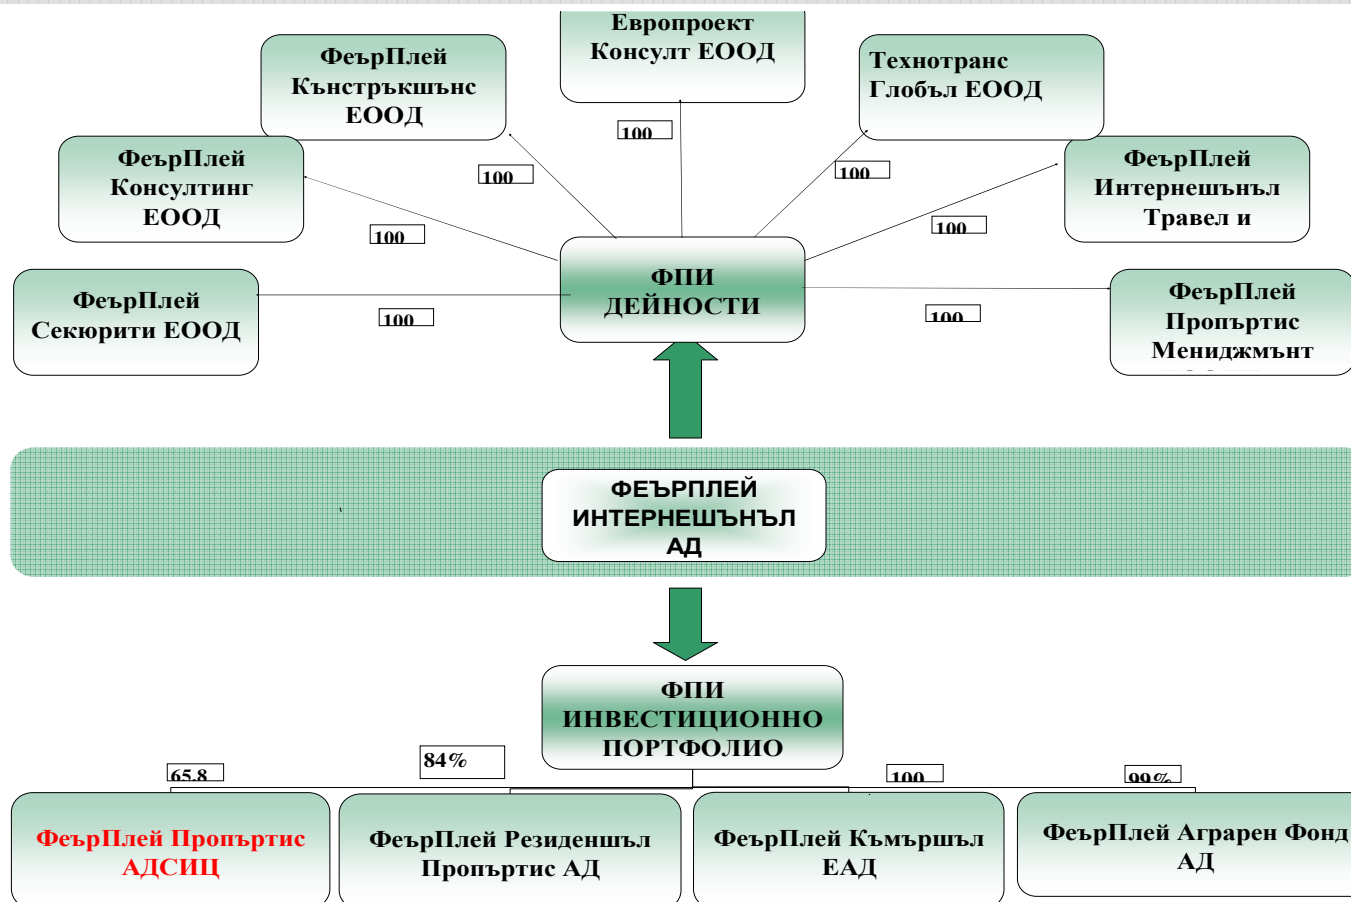 Европроект
Консулт ЕООД
ФеърПлей
Кънстръкшънс
ЕООД
Технотранс
Глобъл ЕООД
100
ФеърПлей
Консултинг
ЕООД
100
100
ФеърПлей
Интернешънъл
Травел и
100
100
ФПИ
ДЕЙНОСТИ
ФеърПлей
Секюрити ЕООД
100
100
ФеърПлей
Пропъртис
Мениджмънт
ФЕЪРПЛЕЙ
ИНТЕРНЕШЪНЪЛ
АД
ФПИ
ИНВЕСТИЦИОННО
ПОРТФОЛИО
65.8
84%
100
99%
ФеърПлей Пропъртис
АДСИЦ
ФеърПлей Резиденшъл
Пропъртис АД
ФеърПлей Къмършъл
ЕАД
ФеърПлей Аграрен Фонд
АД